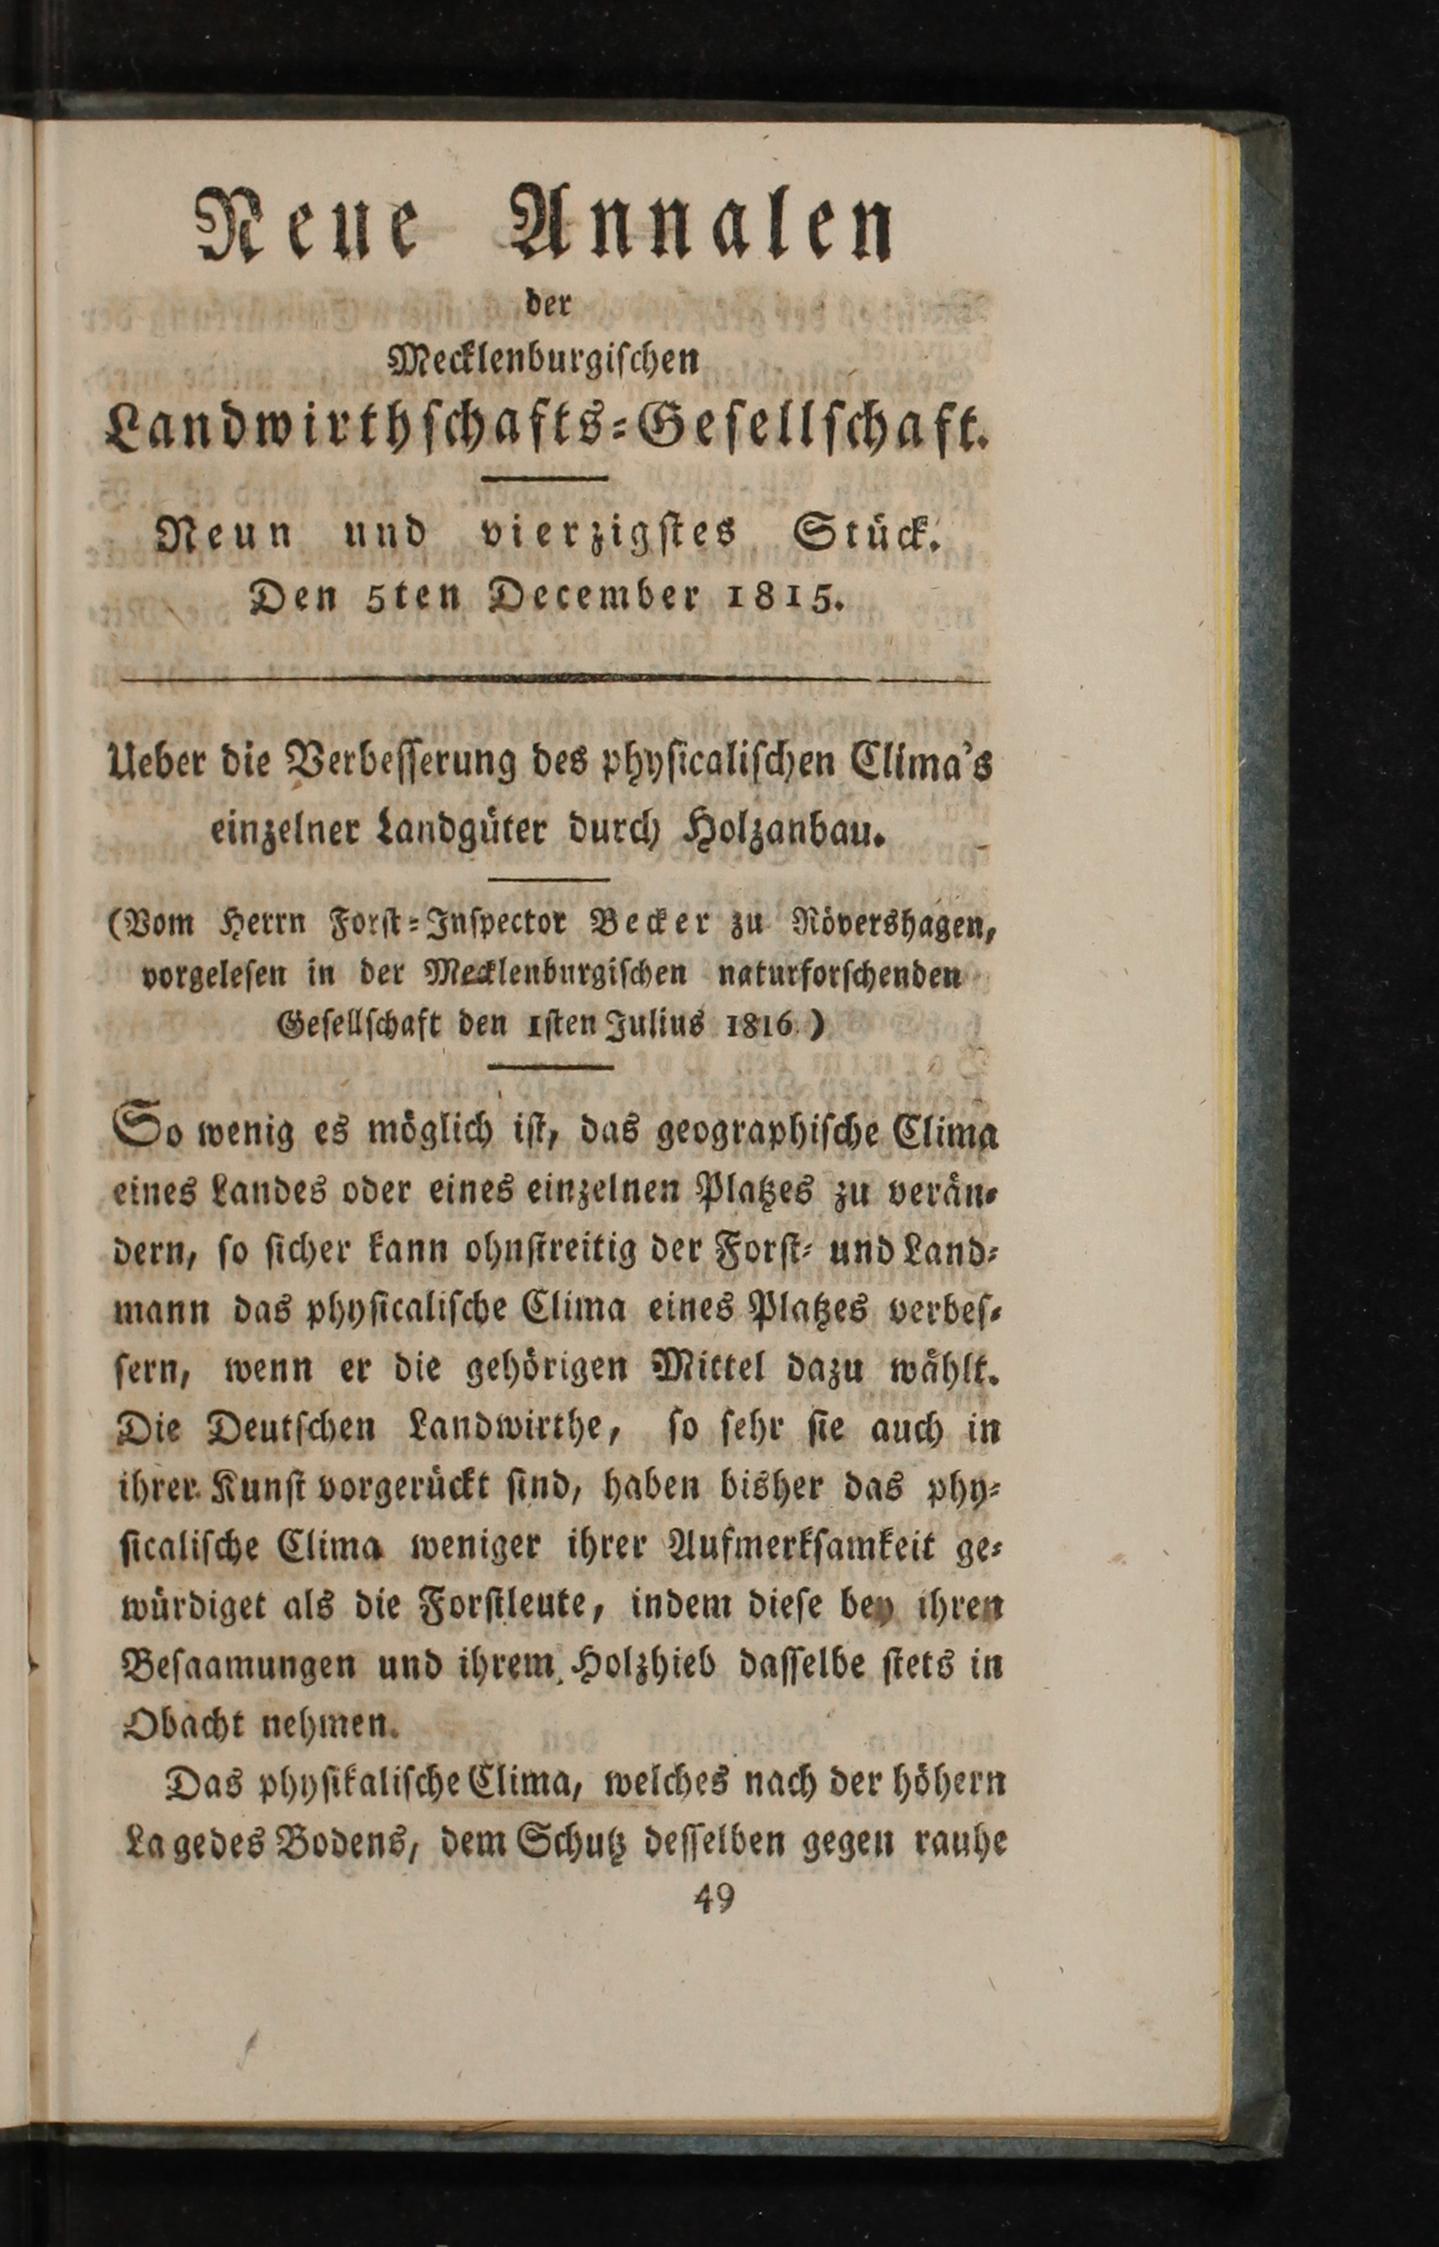 Neue Annalen
der
Mecklenburgiſchen
Landwirthſchafts-Geſellſchaft.
Neun und vierzigſtes Stück.
Den 5ten December 1815.
Ueber die Verbeſſerung des phyſicaliſchen Clima's
einzelner Landgüter durch Holzanbau.
(Vom Herrn Forſt-Inſpector Becker zu Rövershagen,
vorgeleſen in der Mecklenburgiſchen naturforſchenden
Geſellſchaft den 1ſten Julius 1816.)
So wenig es möglich iſt, das geographiſche Clima
eines Landes oder eines einzelnen Platzes zu verän-
dern, ſo ſicher kann ohnſtreitig der Forſt- und Land-
mann das phyſicaliſche Clima eines Platzes verbeſ-
ſern, wenn er die gehörigen Mittel dazu wählt.
Die Deutſchen Landwirthe, ſo ſehr ſie auch in
ihrer Kunſt vorgerückt ſind, haben bisher das phy-
ſicaliſche Clima weniger ihrer Aufmerkſamkeit ge-
würdiget als die Forſtleute, indem dieſe bey ihren
Beſaamungen und ihrem Holzhieb daſſelbe ſtets in
Obacht nehmen.
Das phyſikaliſche Clima, welches nach der höhern
La gedes Bodens, dem Schutz deſſelben gegen rauhe
49